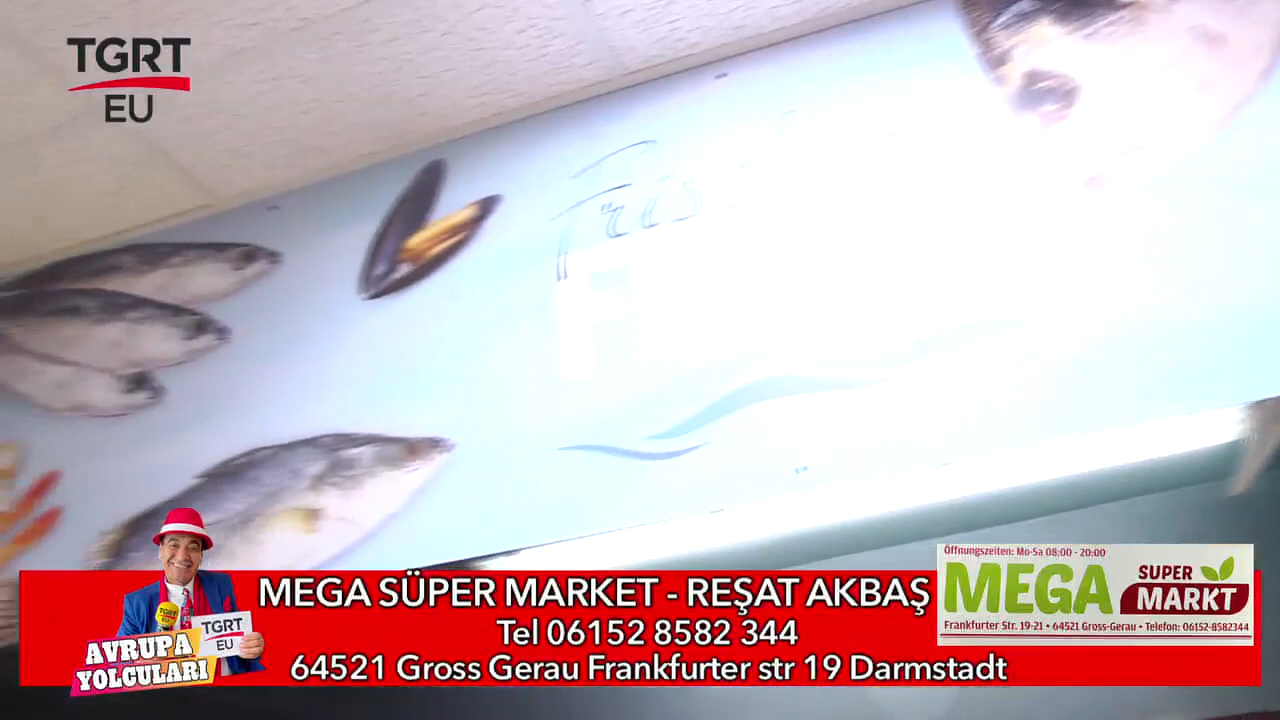 TGRT
EU
MEGA SÜPER MARKET - REŞAT AKBAŞ
Tel 06152 8582 344
64521 Gross Gerau Frankfurter str 19 Darmstadt
TGRT
EU
TGRT
EU
AVRUPA
YOLCULARI
Öffnungszeiten: Mo-Sa 08:00 - 20:00
MEGA
SUPER
MARKT
Frankfurter Str. 19-21 • 64521 Gross-Gerau • Telefon: 06152-8582344